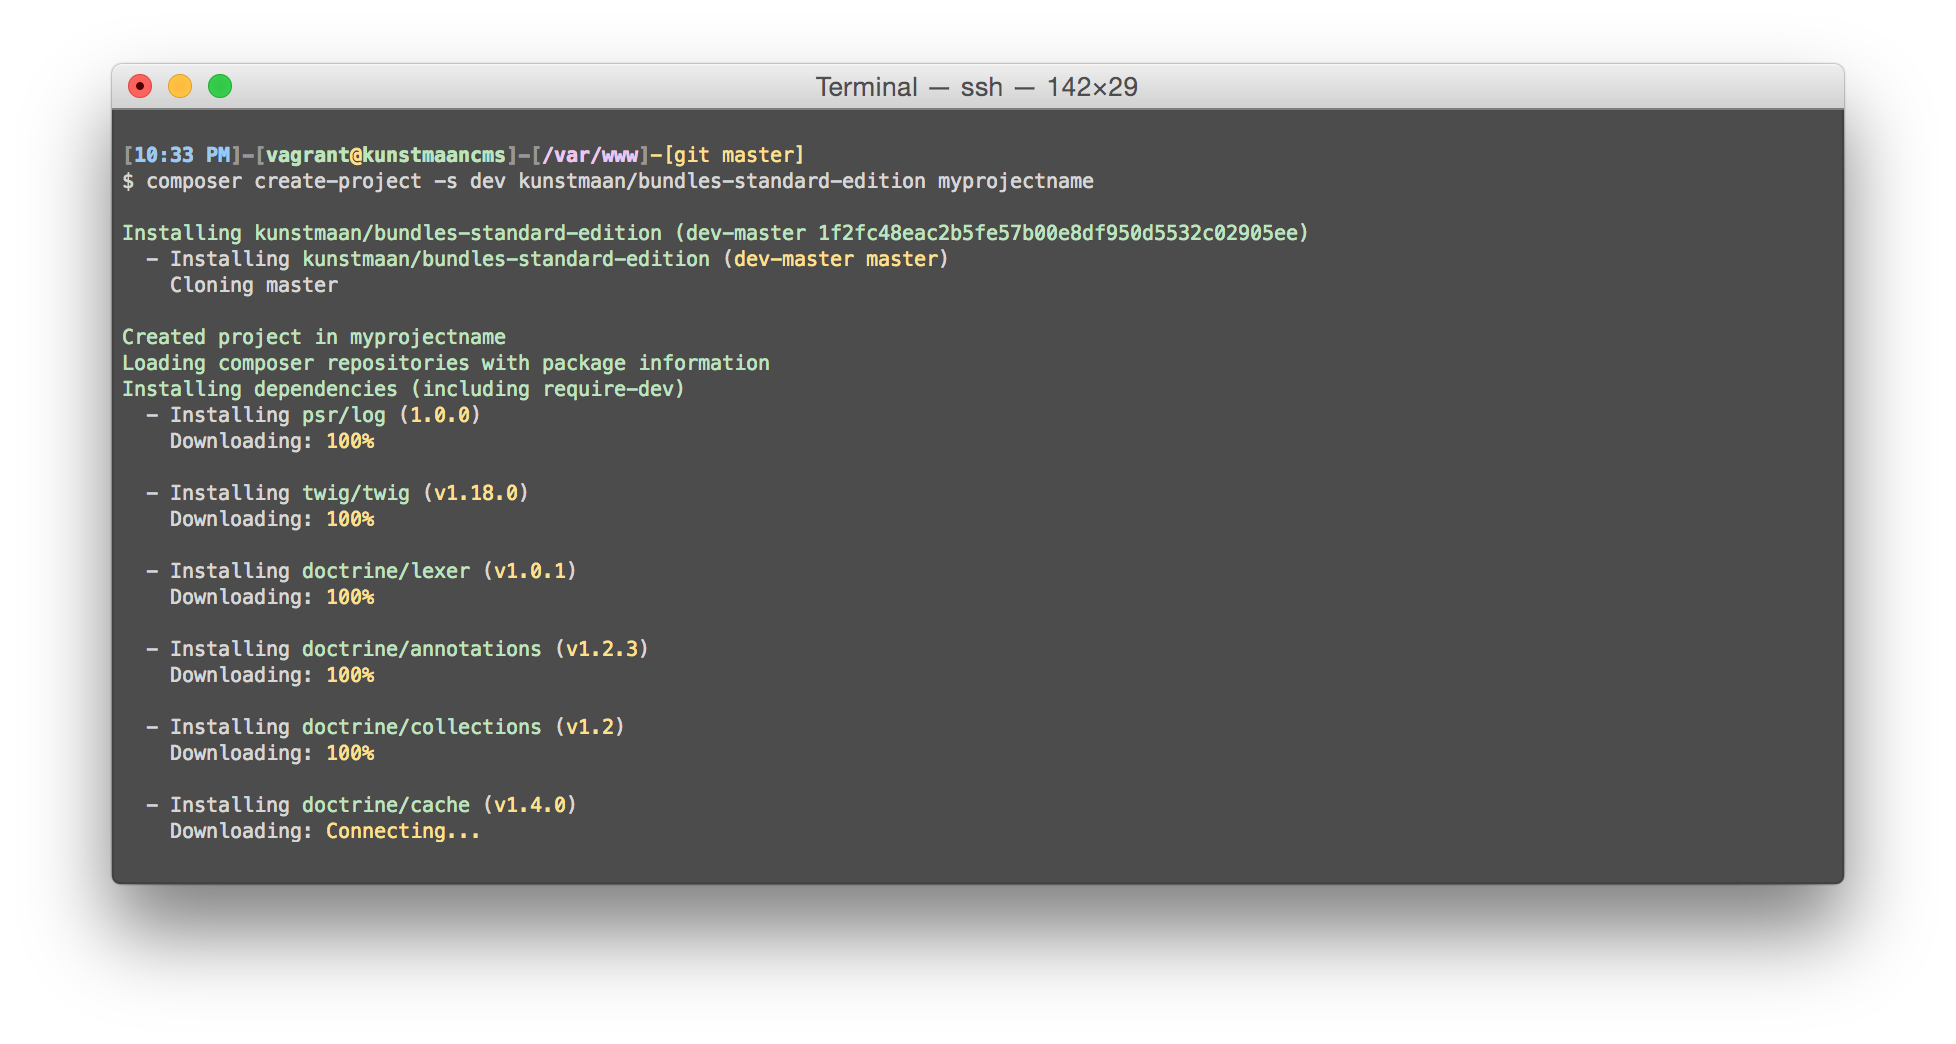 Terminal — ssh — 142×29
[10:33 PM]-[vagrant@kunstmaancms]-[/var/www]-[git master]
$ composer create-project -s dev kunstmaan/bundles-standard-edition myprojectname
Installing kunstmaan/bundles-standard-edition (dev-master 1f2fc48eac2b5fe57b00e8df950d5532c02905ee)
  - Installing kunstmaan/bundles-standard-edition (dev-master master)
    Cloning master
Created project in myprojectname
Loading composer repositories with package information
Installing dependencies (including require-dev)
  - Installing psr/log (1.0.0)
    Downloading: 100%
  - Installing twig/twig (v1.18.0)
    Downloading: 100%
  - Installing doctrine/lexer (v1.0.1)
    Downloading: 100%
  - Installing doctrine/annotations (v1.2.3)
    Downloading: 100%
  - Installing doctrine/collections (v1.2)
    Downloading: 100%
  - Installing doctrine/cache (v1.4.0)
    Downloading: Connecting...